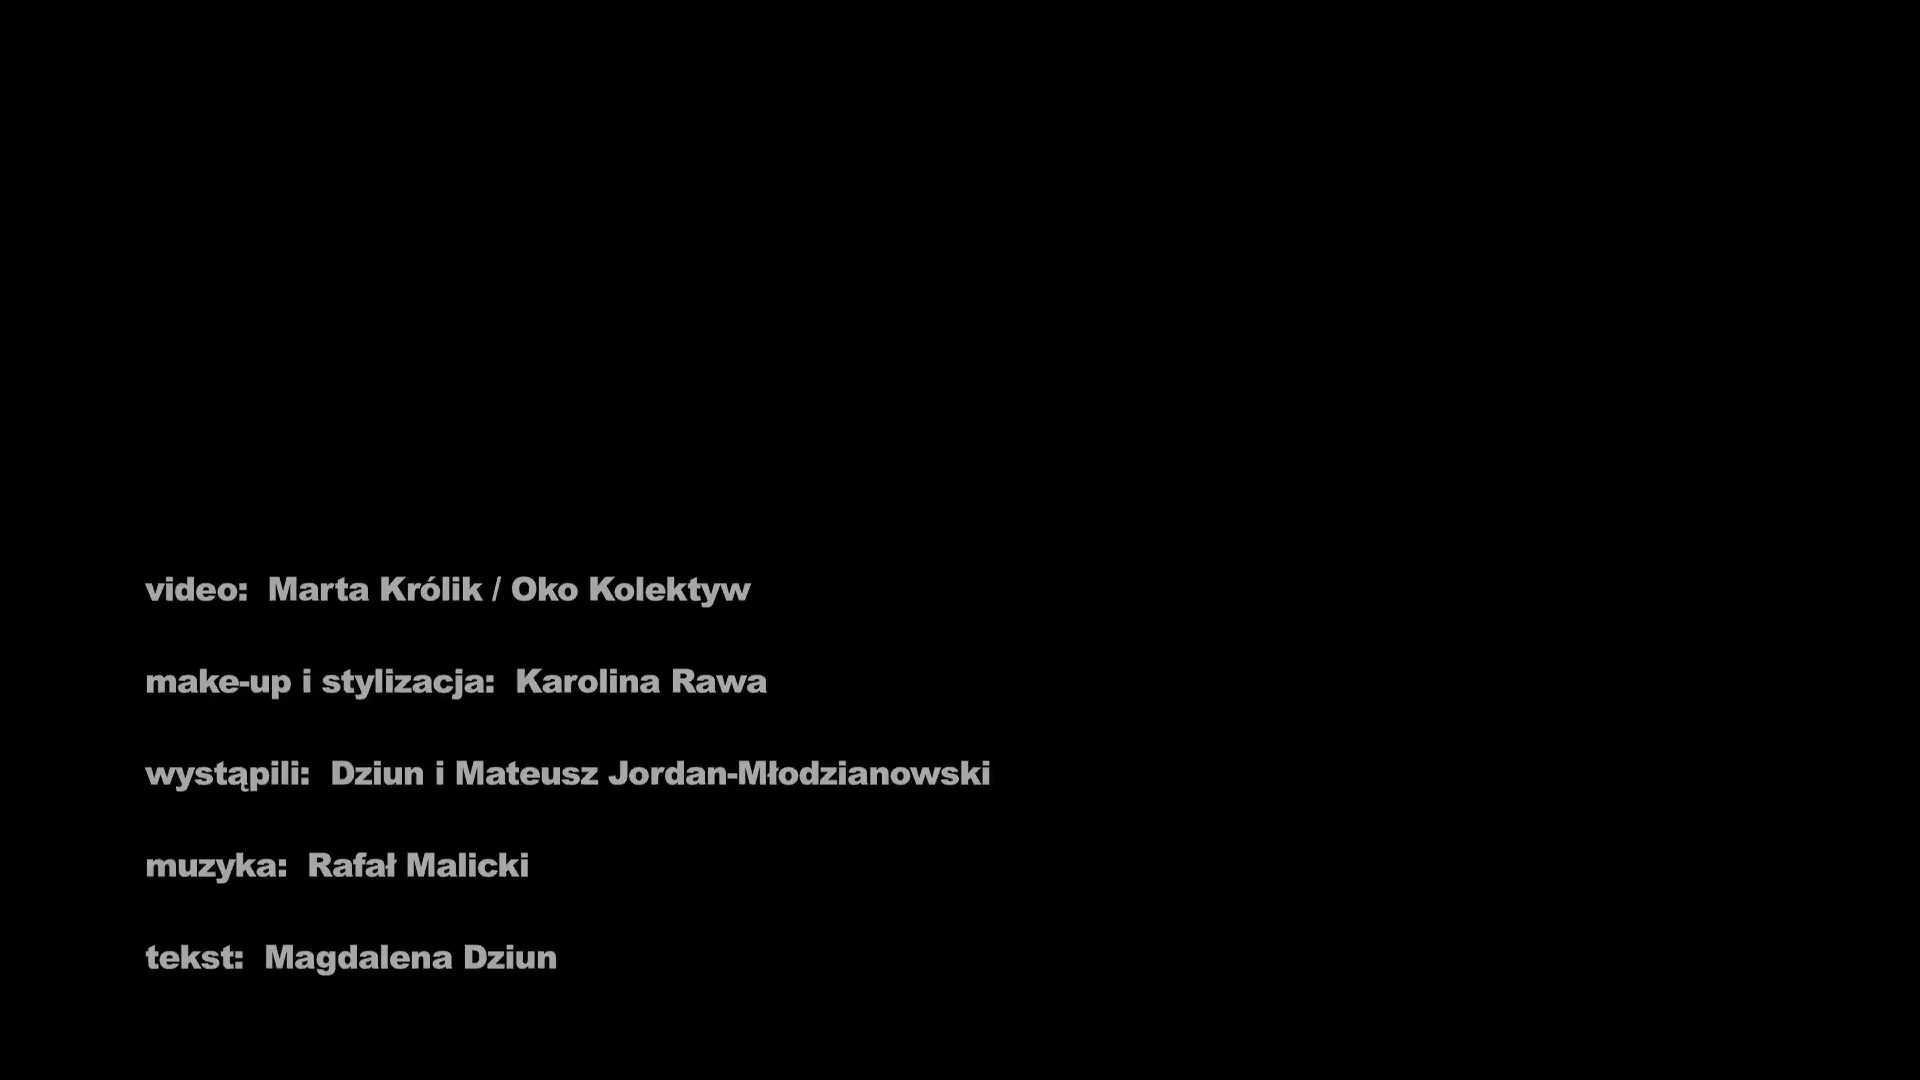 video: Marta Królik / Oko Kolektyw
make-up i stylizacja: Karolina Rawa
wystąpili: Dziun i Mateusz Jordan-Młodzianowski
muzyka: Rafał Malicki
tekst: Magdalena Dziun